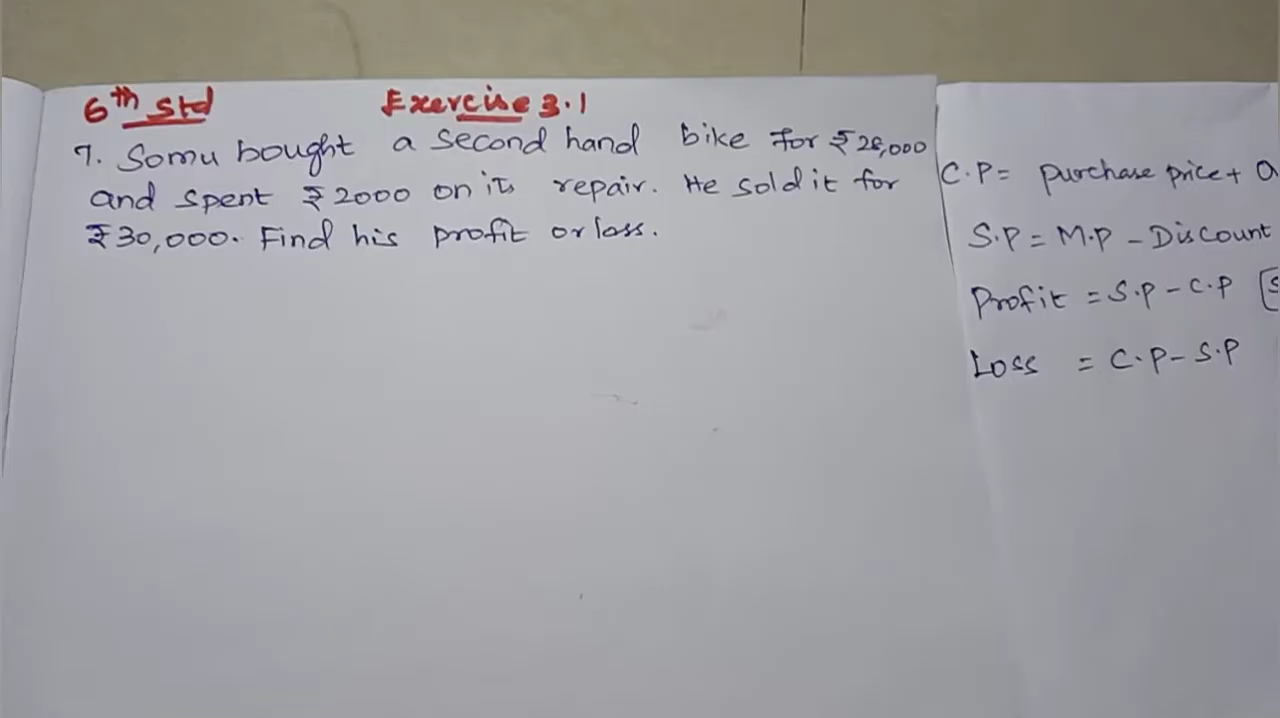 6th Std Exercise 3.1
7. Somu bought a second hand bike for ₹28,000
and spent ₹2000 on its repair. He sold it for
₹30,000. Find his profit or loss.
C.P = purchase price +
S.P = M.P - Discount
Profit = S.P - C.P
Loss = C.P - S.P